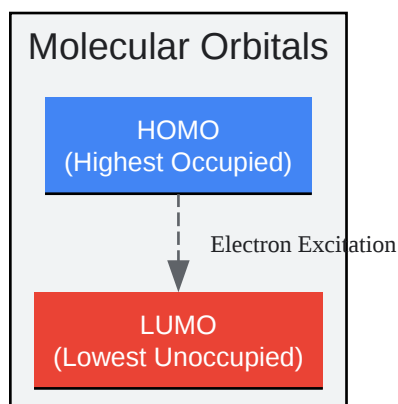 Molecular Orbitals
HOMO
(Highest Occupied)
Electron Excitation
LUMO
(Lowest Unoccupied)